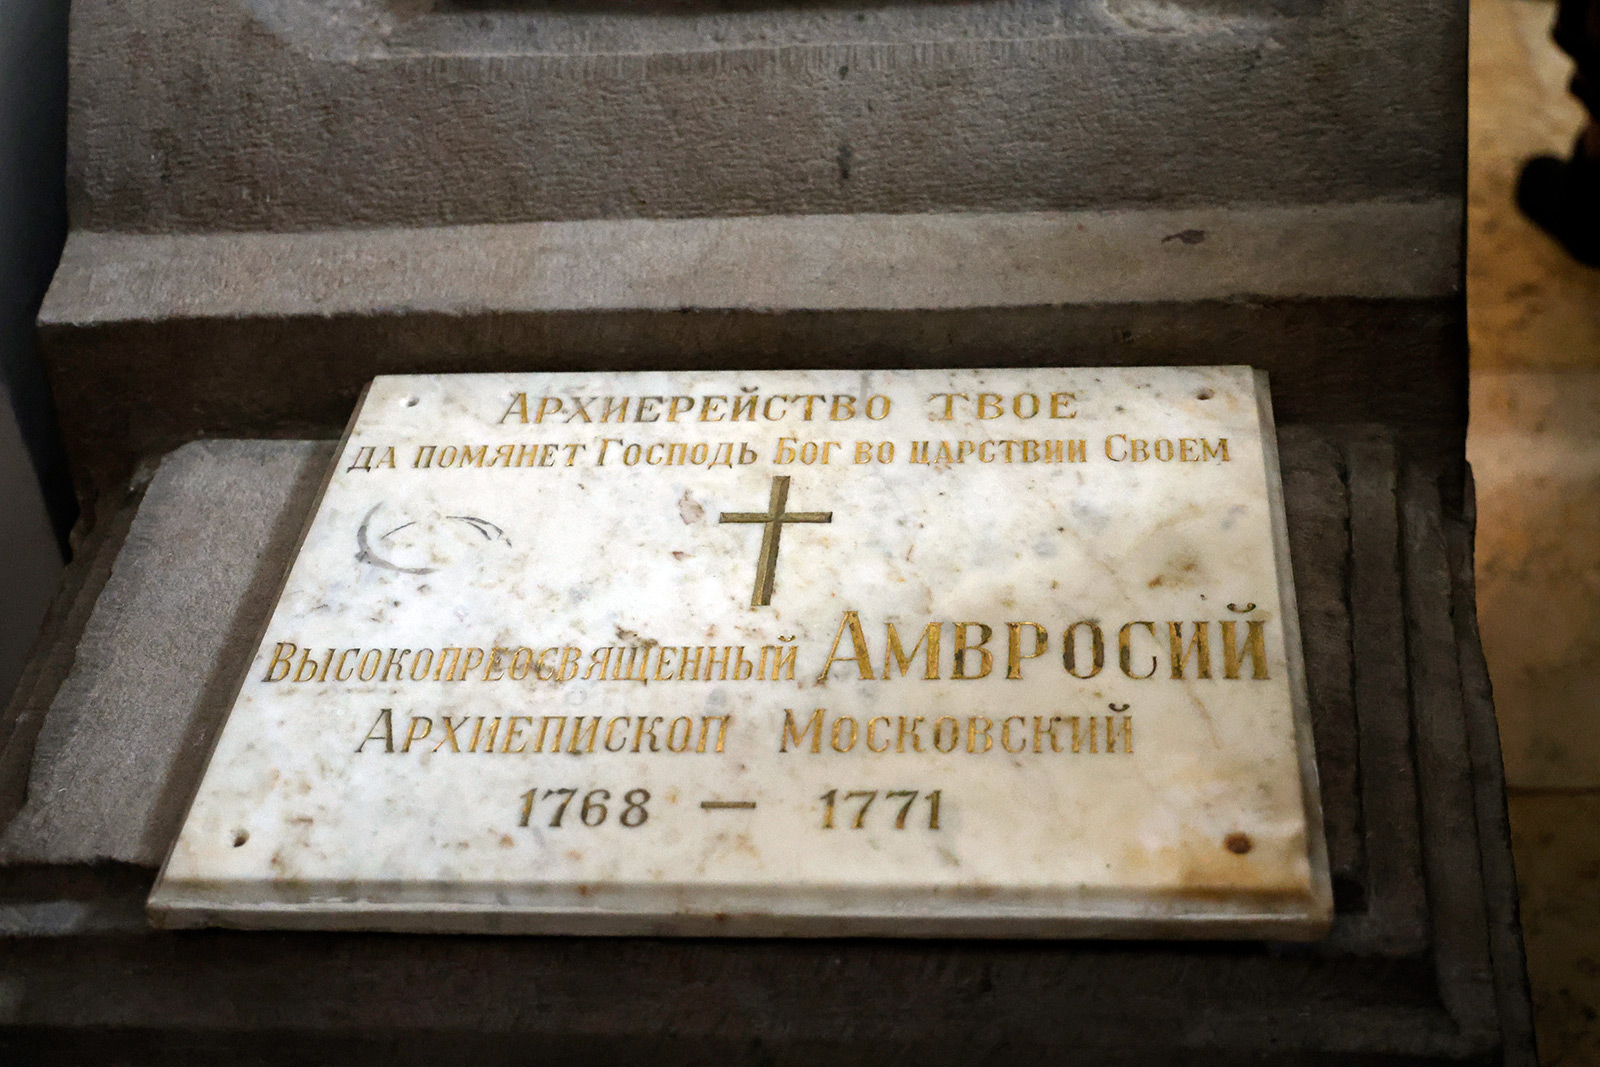 Архиерейство твое
да помянет Господь Бог во царствии Своем
Высокопреосвященный Амвросий
Архиепископ Московский
1768 — 1771